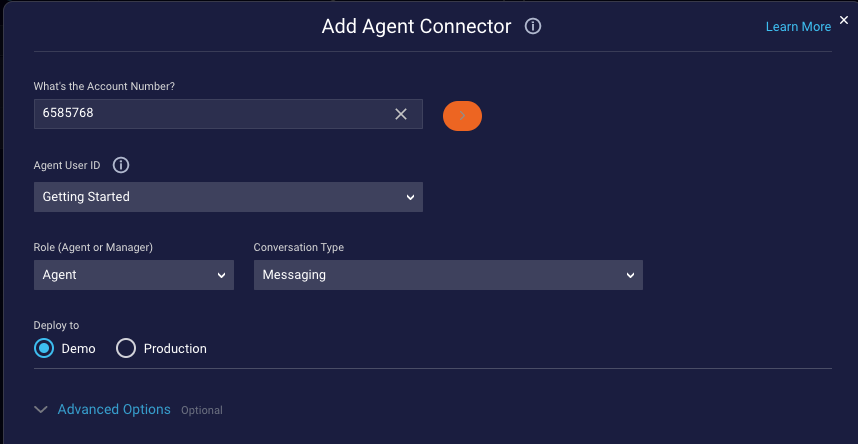 Add Agent Connector
Learn More
What's the Account Number?
6585768
Agent User ID
Getting Started
Role (Agent or Manager)
Conversation Type
Agent
Messaging
Deploy to
Demo
Production
Advanced Options Optional